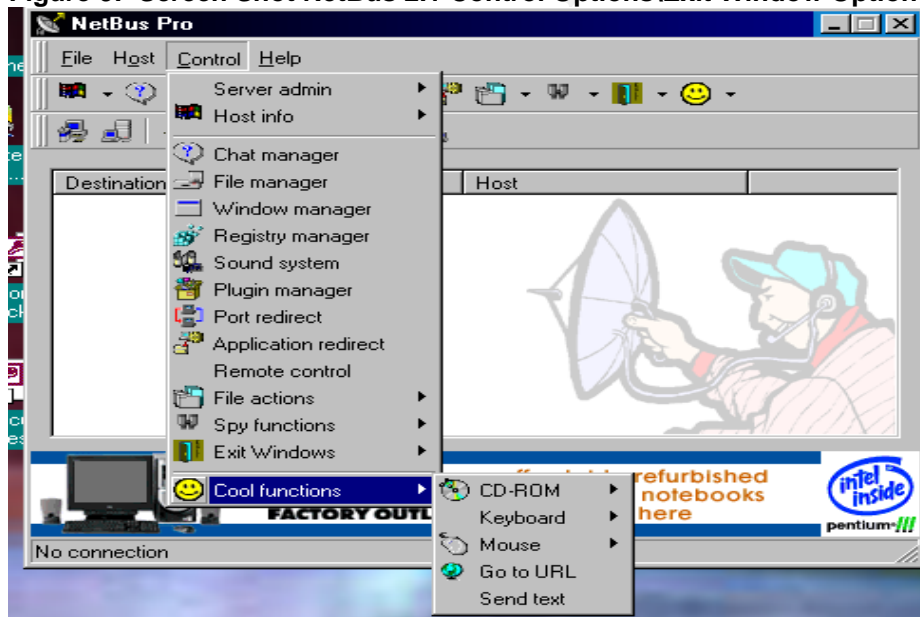 NetBus Pro
File Host Control Help
Server admin
Host info
Chat manager
Destination
File manager
Host
Window manager
Registry manager
Sound system
Plugin manager
Port redirect
Application redirect
Remote control
File actions
Spy functions
Exit Windows
refurbished
Cool functions
CD-ROM
notebooks
intel inside
FACTORY OUTL
Keyboard
here
pentium
No connection
Mouse
Go to URL
Send text